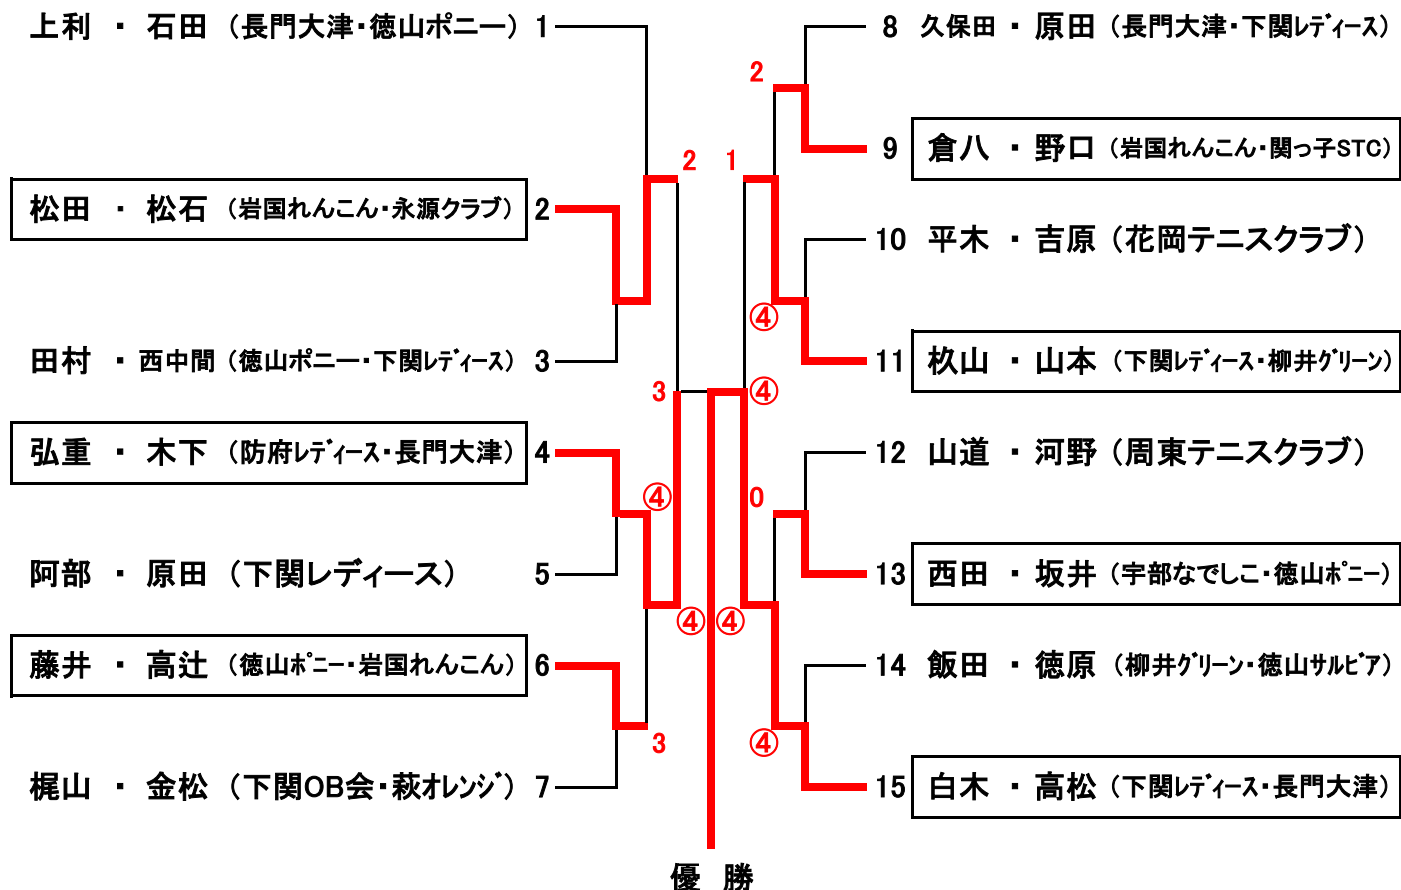 上利 ・ 石田 (長門大津・徳山ポニー) 1
松田 ・ 松石 (岩国れんこん・永源クラブ) 2
田村 ・ 西中間 (徳山ポニー・下関レディース) 3
弘重 ・ 木下 (防府レディース・長門大津) 4
阿部 ・ 原田 (下関レディース) 5
藤井 ・ 高辻 (徳山ポニー・岩国れんこん) 6
梶山 ・ 金松 (下関OB会・萩オレンジ) 7
2
3
④
④
3
2
1
④
④
0
④
④
8 久保田 ・ 原田 (長門大津・下関レディース)
9 倉八 ・ 野口 (岩国れんこん・関っ子STC)
10 平木 ・ 吉原 (花岡テニスクラブ)
11 杁山 ・ 山本 (下関レディース・柳井グリーン)
12 山道 ・ 河野 (周東テニスクラブ)
13 西田 ・ 坂井 (宇部なでしこ・徳山ポニー)
14 飯田 ・ 徳原 (柳井グリーン・徳山サルビア)
15 白木 ・ 高松 (下関レディース・長門大津)
優 勝